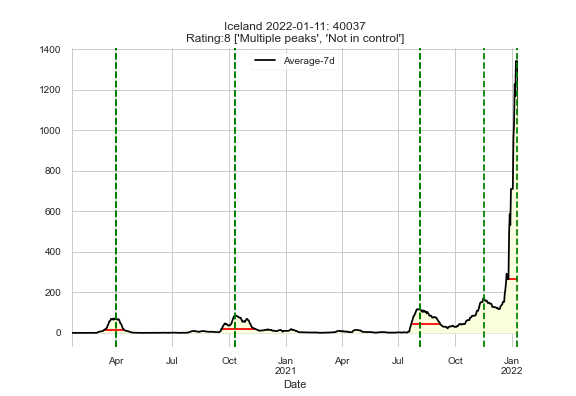 Iceland 2022-01-11: 40037
Rating:8 ['Multiple peaks', 'Not in control']
Average-7d
1400
1200
1000
800
600
400
200
0
Apr
Jul
Oct
Jan
2021
Apr
Jul
Oct
Jan
2022
Date